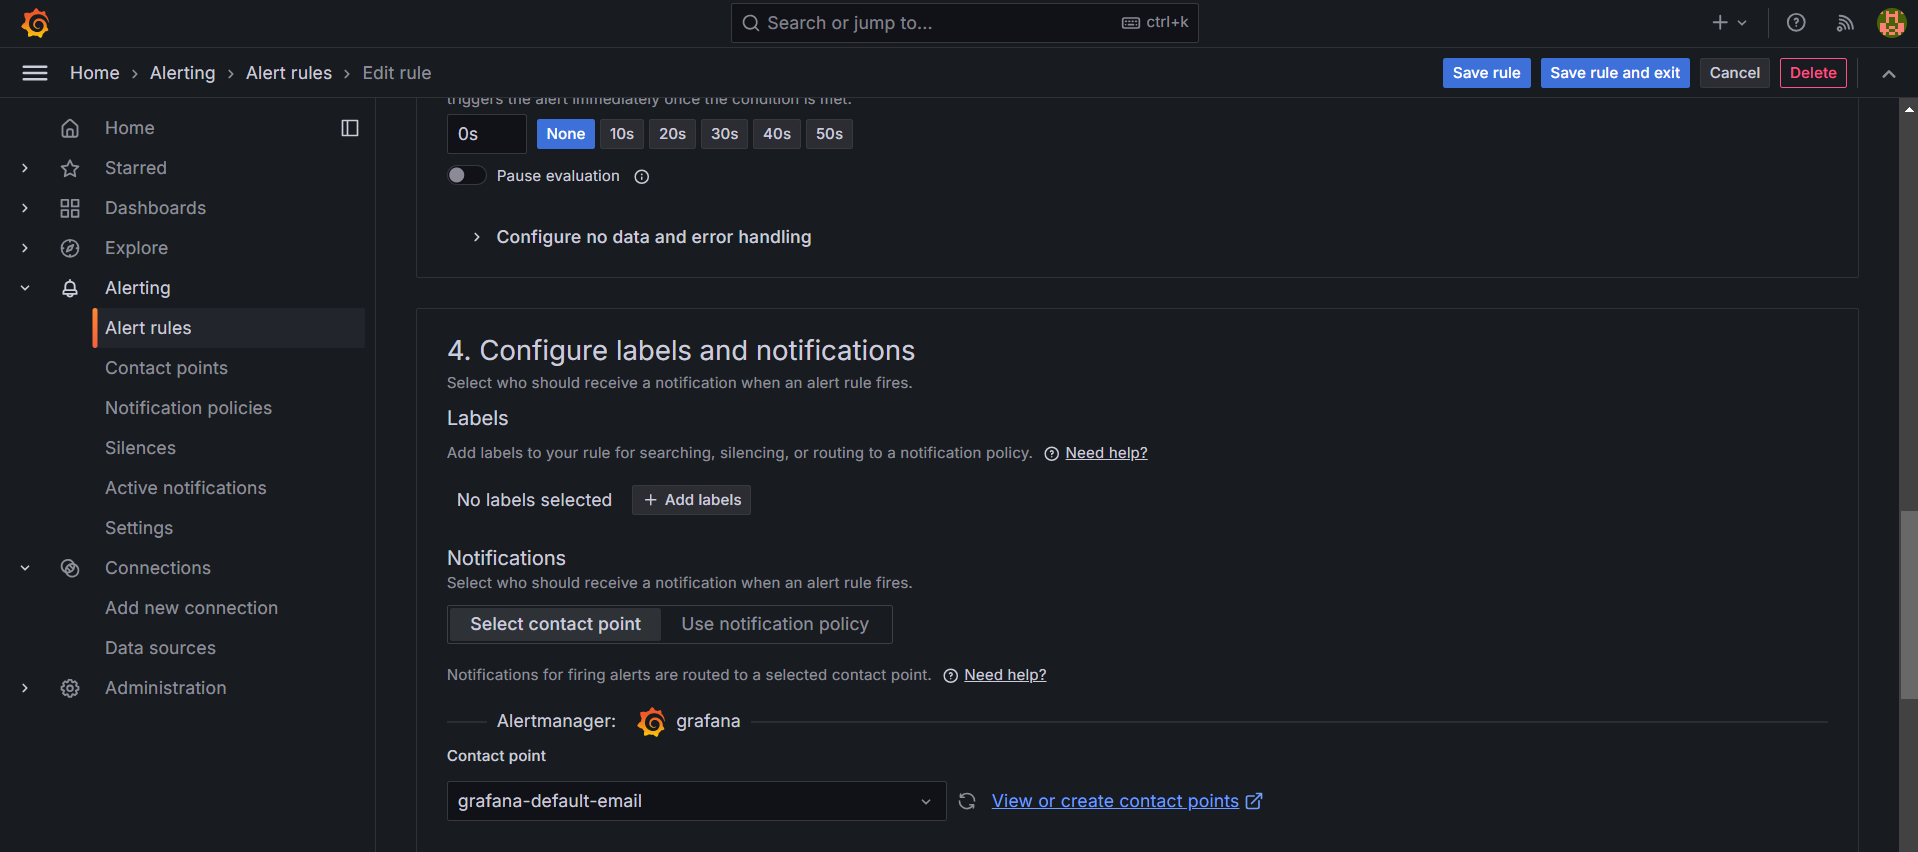 Search or jump to... ctrl+k
Home › Alerting › Alert rules › Edit rule
Save rule Save rule and exit Cancel Delete
Home
Starred
Dashboards
Explore
Alerting
Alert rules
Contact points
Notification policies
Silences
Active notifications
Settings
Connections
Add new connection
Data sources
Administration
triggers the alert immediately once the condition is met.
0s None 10s 20s 30s 40s 50s
Pause evaluation
Configure no data and error handling
4. Configure labels and notifications
Select who should receive a notification when an alert rule fires.
Labels
Add labels to your rule for searching, silencing, or routing to a notification policy. Need help?
No labels selected + Add labels
Notifications
Select who should receive a notification when an alert rule fires.
Select contact point Use notification policy
Notifications for firing alerts are routed to a selected contact point. Need help?
Alertmanager: grafana
Contact point
grafana-default-email View or create contact points